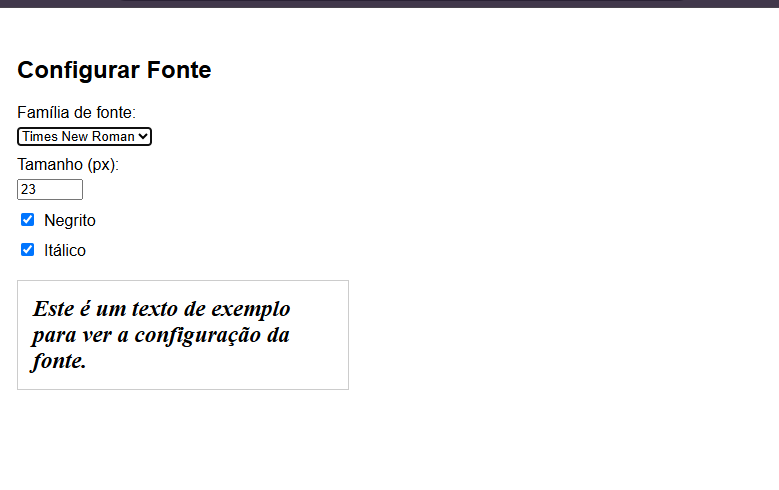 Configurar Fonte
Família de fonte:
Times New Roman
Tamanho (px):
23
Negrito
Itálico
Este é um texto de exemplo
para ver a configuração da
fonte.